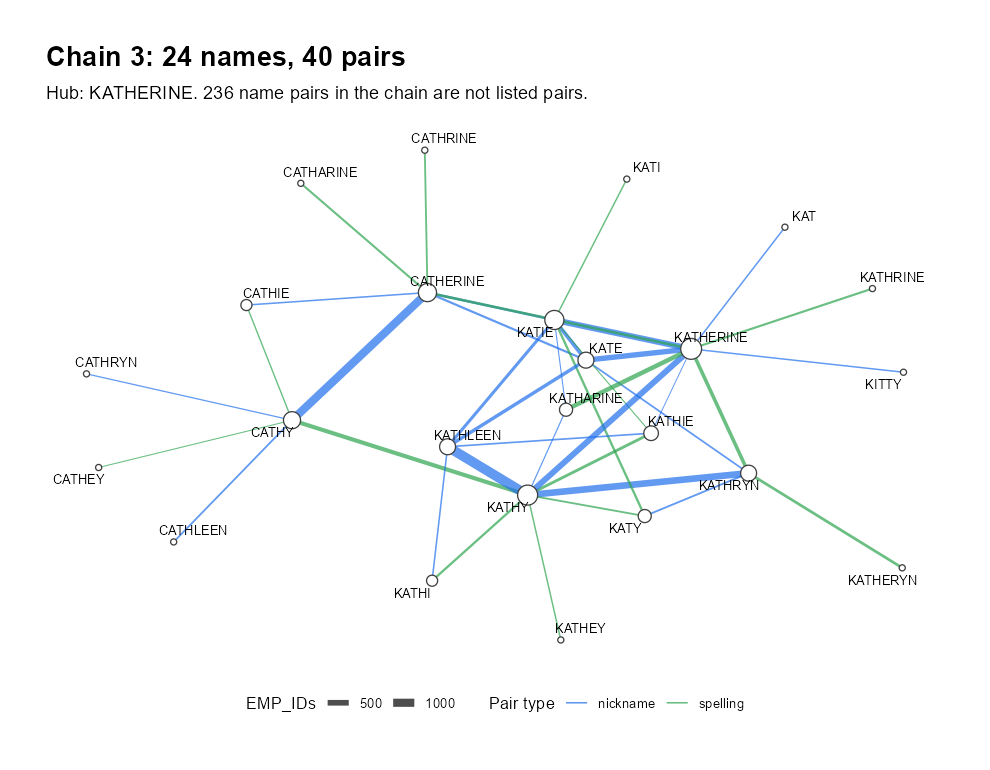 Chain 3: 24 names, 40 pairs
Hub: KATHERINE. 236 name pairs in the chain are not listed pairs.
CATHRINE
CATHARINE
KATI
KAT
KATHRINE
CATHERINE
CATHIE
KATIE
KATHERINE
KATE
CATHRYN
KITTY
KATHARINE
KATHIE
CATHY
KATHLEEN
CATHEY
KATHRYN
KATHY
CATHLEEN
KATY
KATHERYN
KATHI
KATHEY
EMP_IDs 500 1000 Pair type nickname spelling